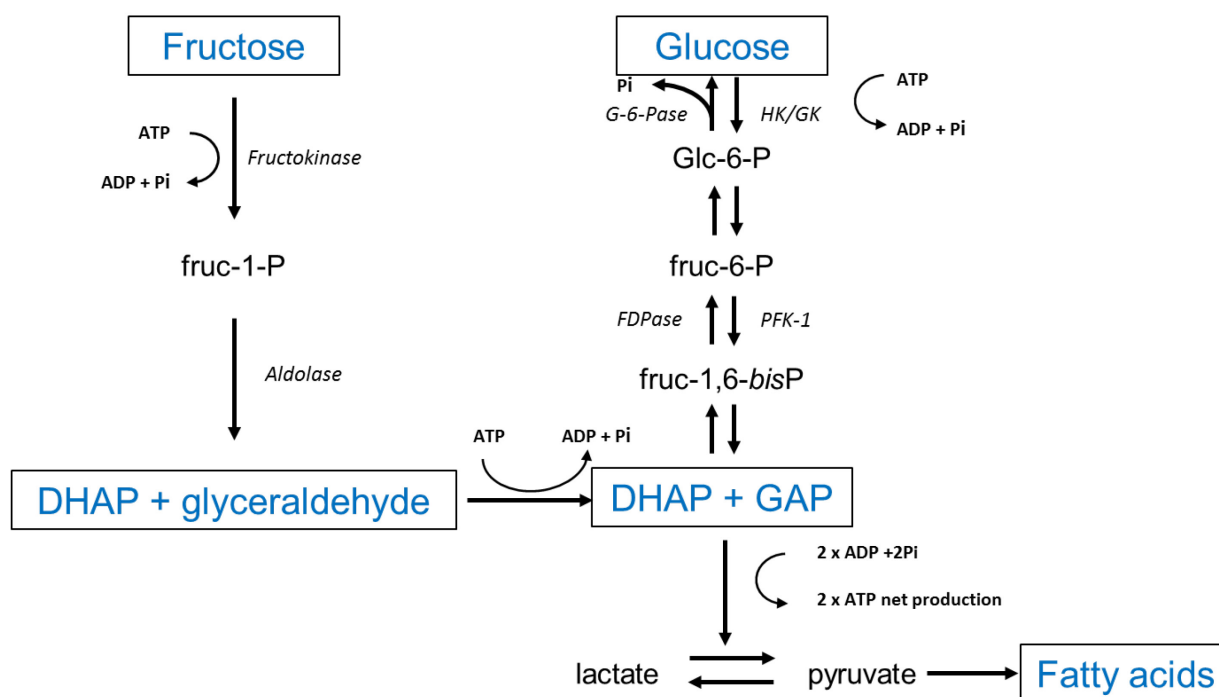 Fructose
Glucose
Pi
G-6-Pase
HK/GK
ATP
ADP + Pi
ATP
ADP + Pi
Fructokinase
Glc-6-P
fruc-1-P
fruc-6-P
FDPase
PFK-1
Aldolase
fruc-1,6-bisP
ATP
ADP + Pi
DHAP + glyceraldehyde
DHAP + GAP
2 x ADP +2Pi
2 x ATP net production
lactate
pyruvate
Fatty acids